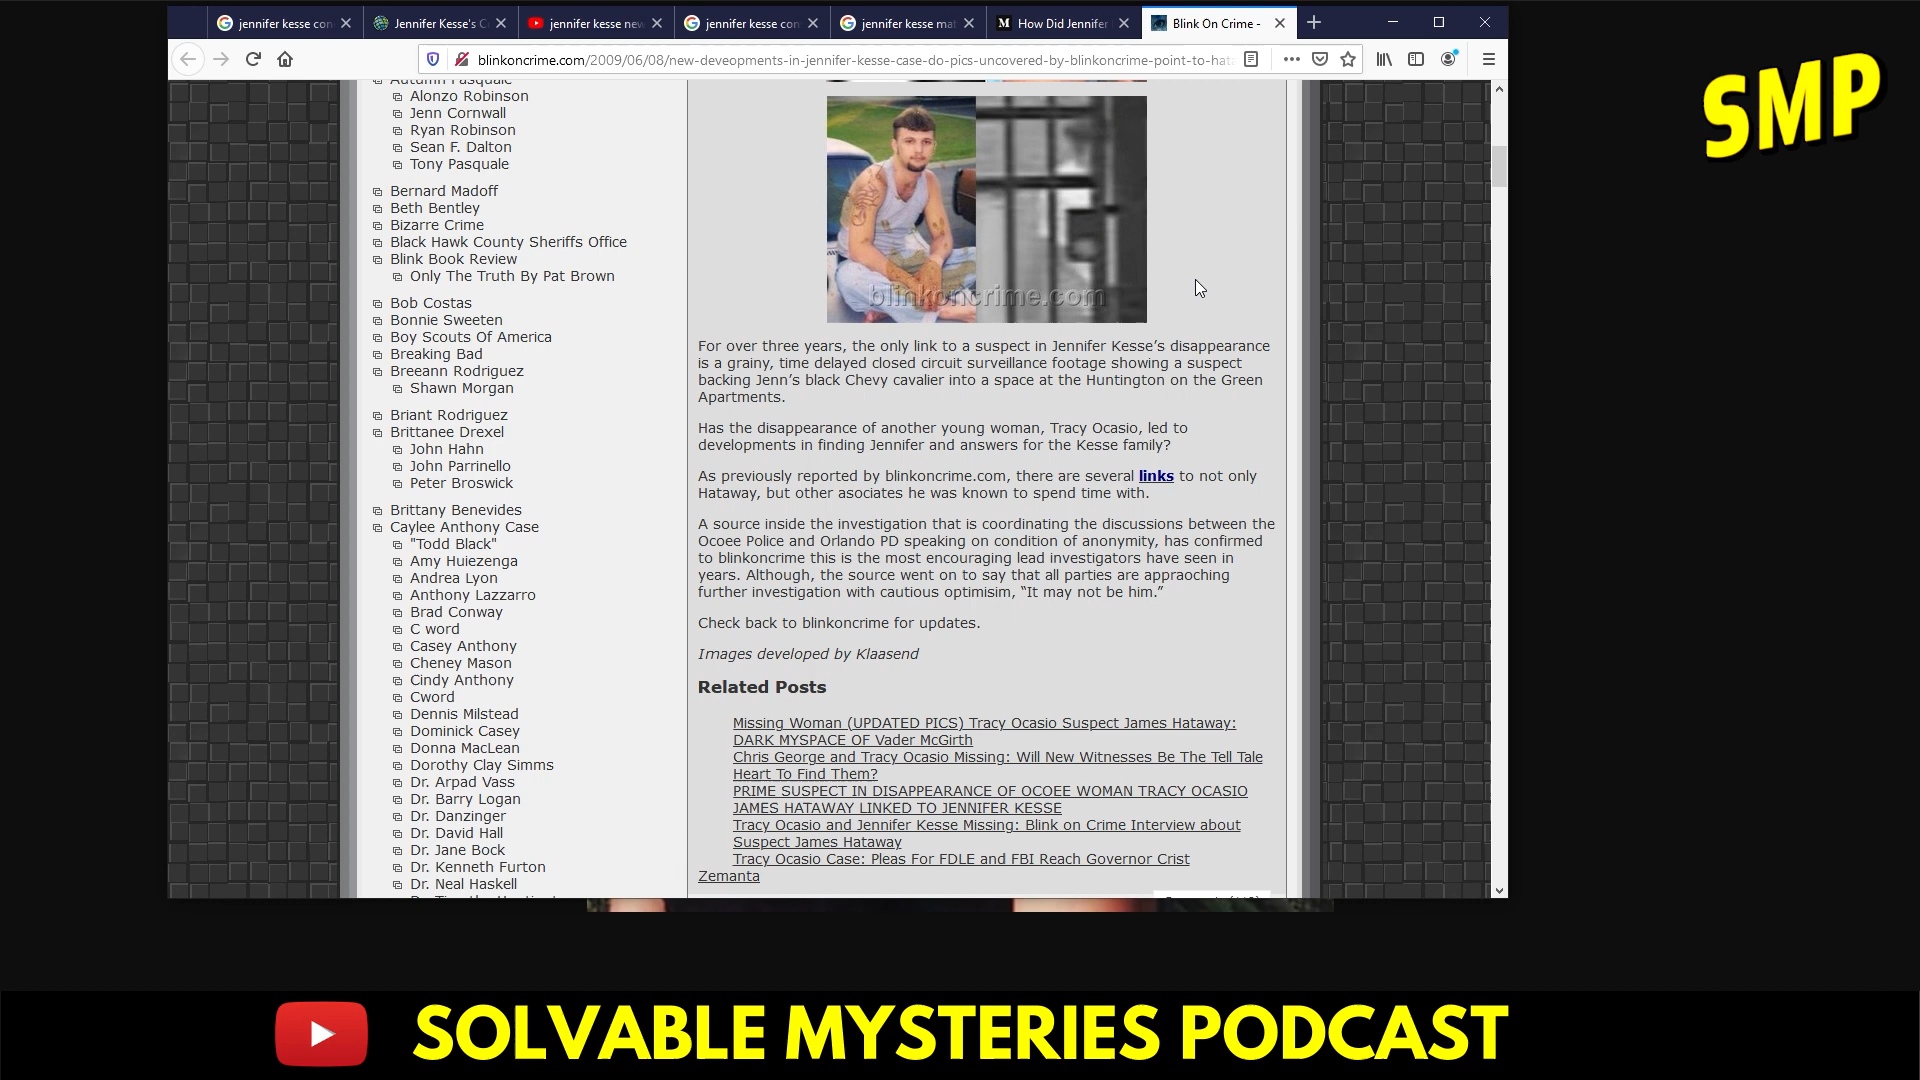 jennifer kesse con
Jennifer Kesse's C
jennifer kesse new
jennifer kesse con
jennifer kesse mat
How Did Jennifer
Blink On Crime -
blinkoncrime.com/2009/06/08/new-deveopments-in-jennifer-kesse-case-do-pics-uncovered-by-blinkoncrime-point-to-hat
SMP
Autumn Pasquale
Alonzo Robinson
Jenn Cornwall
Ryan Robinson
Sean F. Dalton
Tony Pasquale
Bernard Madoff
Beth Bentley
Bizarre Crime
Black Hawk County Sheriffs Office
Blink Book Review
Only The Truth By Pat Brown
Bob Costas
Bonnie Sweeten
Boy Scouts Of America
Breaking Bad
Breeann Rodriguez
Shawn Morgan
Briant Rodriguez
Brittanee Drexel
John Hahn
John Parrinello
Peter Broswick
Brittany Benevides
Caylee Anthony Case
"Todd Black"
Amy Huiezenga
Andrea Lyon
Anthony Lazzarro
Brad Conway
C word
Casey Anthony
Cheney Mason
Cindy Anthony
Cword
Dennis Milstead
Dominick Casey
Donna MacLean
Dorothy Clay Simms
Dr. Arpad Vass
Dr. Barry Logan
Dr. Danzinger
Dr. David Hall
Dr. Jane Bock
Dr. Kenneth Furton
Dr. Neal Haskell
blinkoncrime.com
For over three years, the only link to a suspect in Jennifer Kesse’s disappearance
is a grainy, time delayed closed circuit surveillance footage showing a suspect
backing Jenn’s black Chevy cavalier into a space at the Huntington on the Green
Apartments.
Has the disappearance of another young woman, Tracy Ocasio, led to
developments in finding Jennifer and answers for the Kesse family?
As previously reported by blinkoncrime.com, there are several links to not only
Hataway, but other asociates he was known to spend time with.
A source inside the investigation that is coordinating the discussions between the
Ocoee Police and Orlando PD speaking on condition of anonymity, has confirmed
to blinkoncrime this is the most encouraging lead investigators have seen in
years. Although, the source went on to say that all parties are appraoching
further investigation with cautious optimisim, “It may not be him.”
Check back to blinkoncrime for updates.
Images developed by Klaasend
Related Posts
Missing Woman (UPDATED PICS) Tracy Ocasio Suspect James Hataway:
DARK MYSPACE OF Vader McGirth
Chris George and Tracy Ocasio Missing: Will New Witnesses Be The Tell Tale
Heart To Find Them?
PRIME SUSPECT IN DISAPPEARANCE OF OCOEE WOMAN TRACY OCASIO
JAMES HATAWAY LINKED TO JENNIFER KESSE
Tracy Ocasio and Jennifer Kesse Missing: Blink on Crime Interview about
Suspect James Hataway
Tracy Ocasio Case: Pleas For FDLE and FBI Reach Governor Crist
Zemanta
SOLVABLE MYSTERIES PODCAST